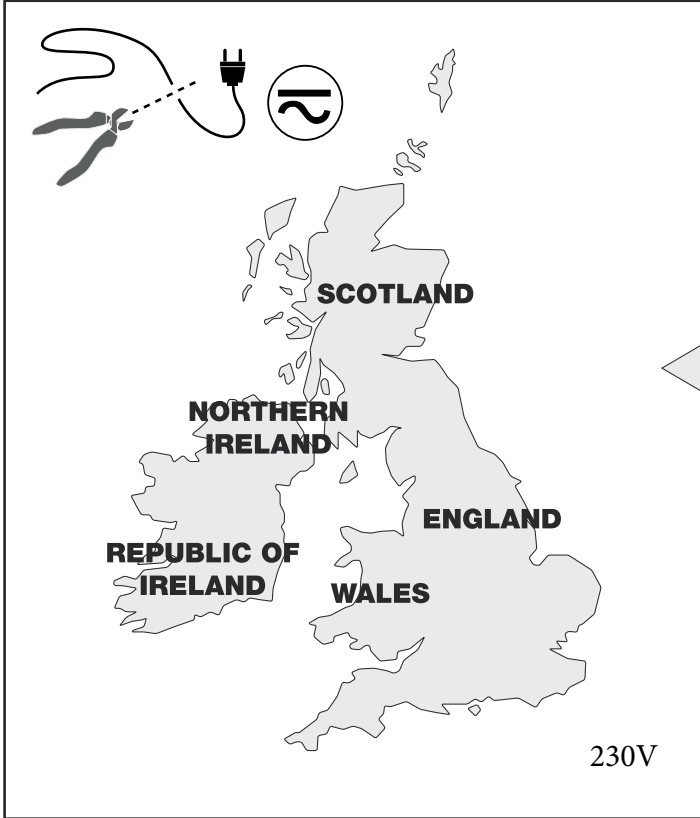 SCOTLAND
NORTHERN
IRELAND
ENGLAND
REPUBLIC OF
IRELAND
WALES
230V